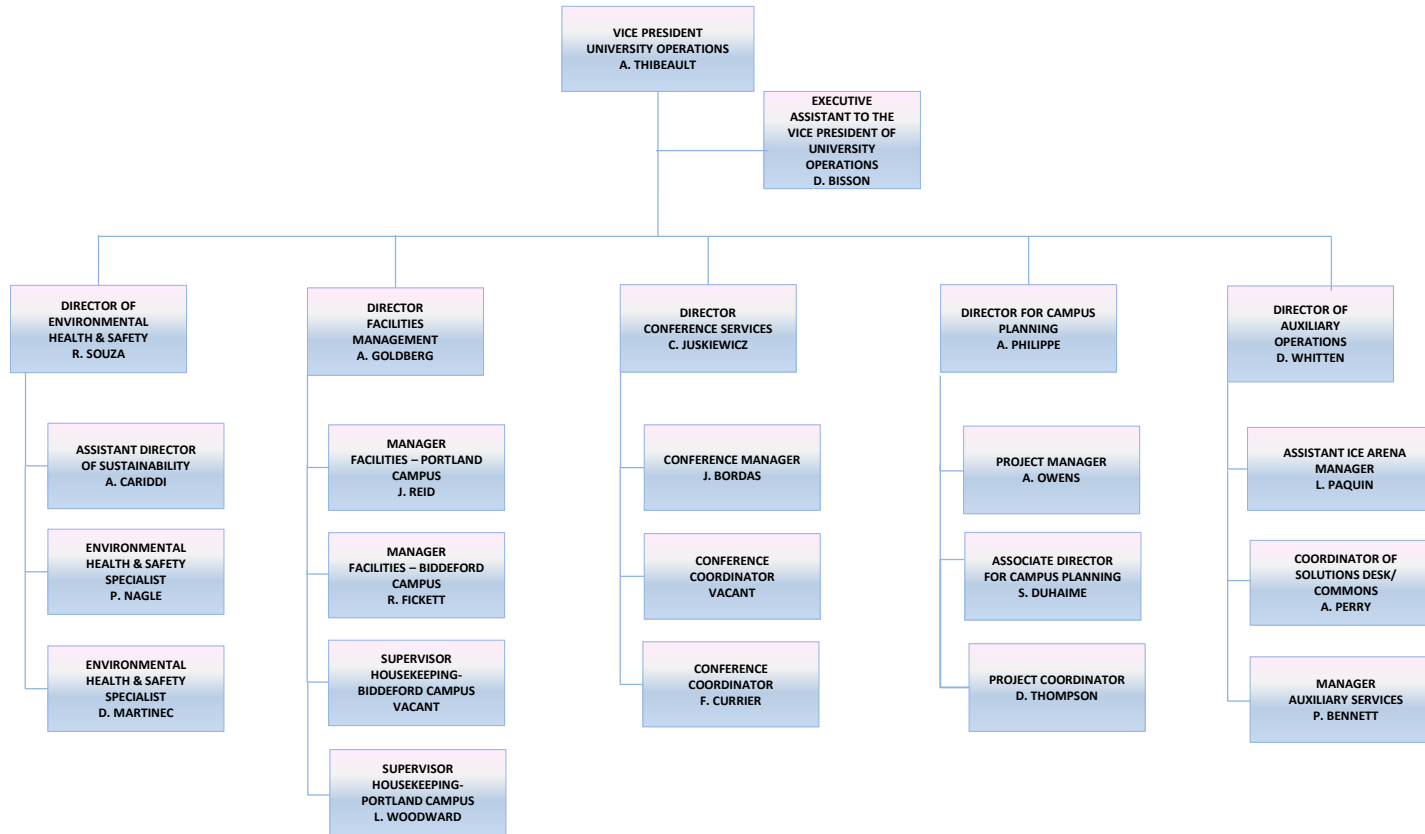 VICE PRESIDENT
UNIVERSITY OPERATIONS
A. THIBEAULT
EXECUTIVE
ASSISTANT TO THE
VICE PRESIDENT OF
UNIVERSITY
OPERATIONS
D. BISSON
DIRECTOR OF
ENVIRONMENTAL
HEALTH & SAFETY
R. SOUZA
DIRECTOR
FACILITIES
MANAGEMENT
A. GOLDBERG
DIRECTOR
CONFERENCE SERVICES
C. JUSKIEWICZ
DIRECTOR FOR CAMPUS
PLANNING
A. PHILIPPE
DIRECTOR OF
AUXILIARY
OPERATIONS
D. WHITTEN
ASSISTANT DIRECTOR
OF SUSTAINABILITY
A. CARIDDI
ENVIRONMENTAL
HEALTH & SAFETY
SPECIALIST
P. NAGLE
ENVIRONMENTAL
HEALTH & SAFETY
SPECIALIST
D. MARTINEC
MANAGER
FACILITIES – PORTLAND
CAMPUS
J. REID
MANAGER
FACILITIES – BIDDEFORD
CAMPUS
R. FICKETT
SUPERVISOR
HOUSEKEEPING-
BIDDEFORD CAMPUS
VACANT
SUPERVISOR
HOUSEKEEPING-
PORTLAND CAMPUS
L. WOODWARD
CONFERENCE MANAGER
J. BORDAS
CONFERENCE
COORDINATOR
VACANT
CONFERENCE
COORDINATOR
F. CURRIER
PROJECT MANAGER
A. OWENS
ASSOCIATE DIRECTOR
FOR CAMPUS PLANNING
S. DUHAIME
PROJECT COORDINATOR
D. THOMPSON
ASSISTANT ICE ARENA
MANAGER
L. PAQUIN
COORDINATOR OF
SOLUTIONS DESK/
COMMONS
A. PERRY
MANAGER
AUXILIARY SERVICES
P. BENNETT